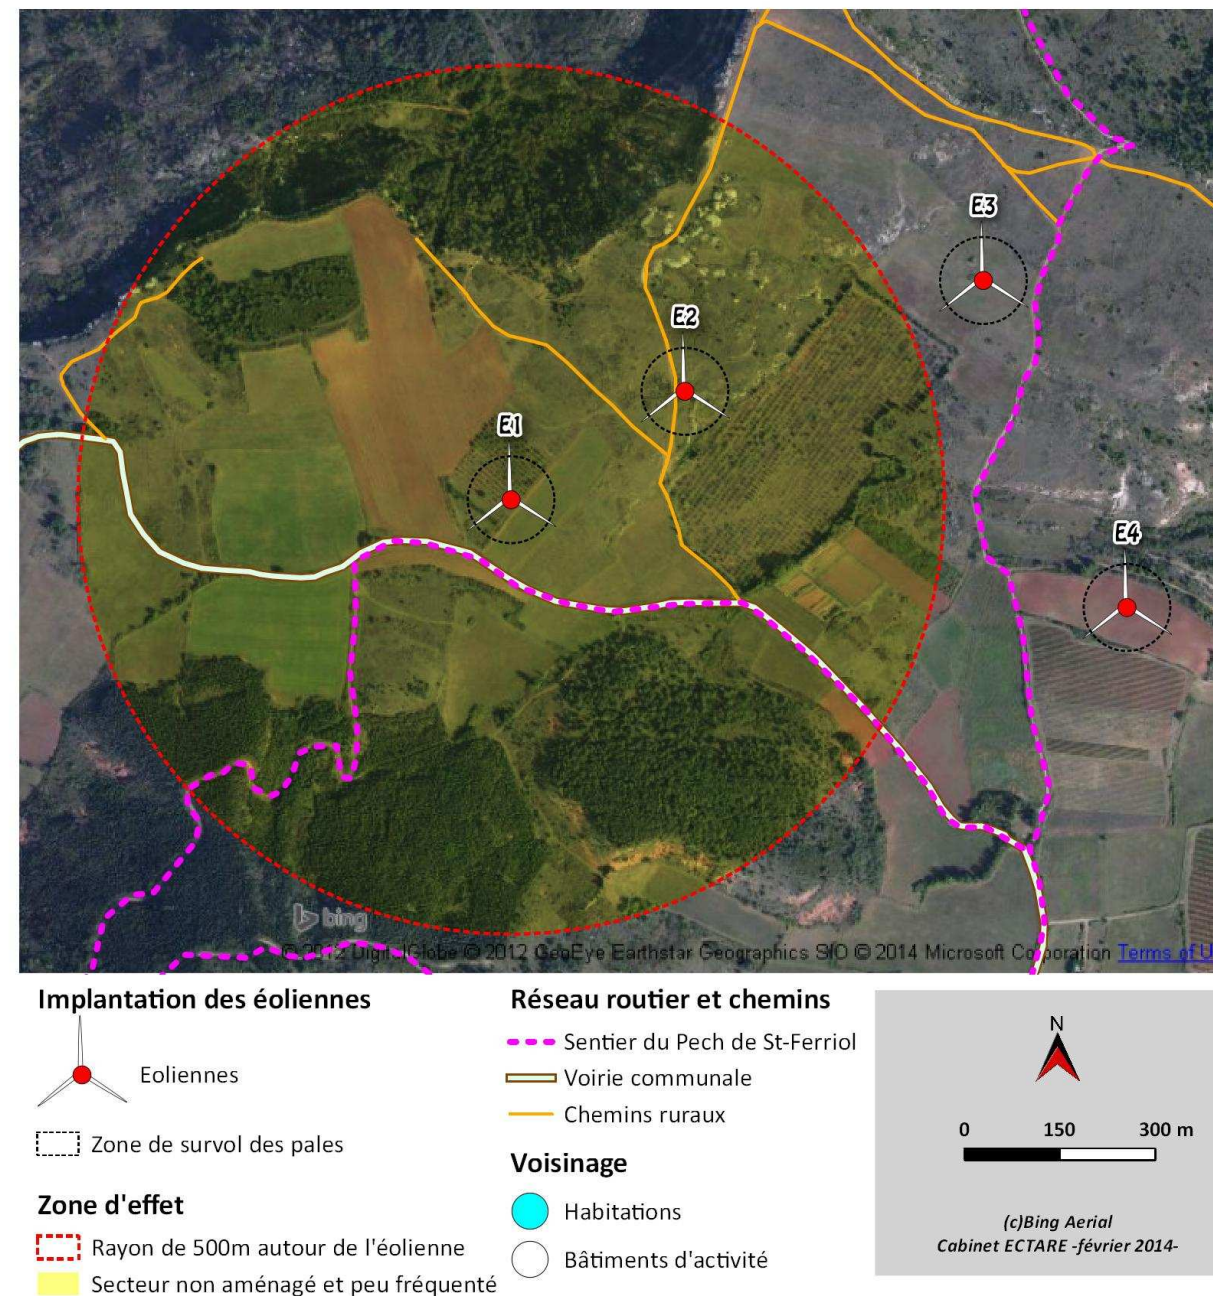 E3
E2
E1
E4
bing
© 2012 DigitalGlobe © 2012 GeoEye Earthstar Geographics SIO © 2014 Microsoft Corporation Terms of U
Implantation des éoliennes
Eoliennes
Zone de survol des pales
Zone d'effet
Rayon de 500m autour de l'éolienne
Secteur non aménagé et peu fréquenté
Réseau routier et chemins
Sentier du Pech de St-Ferriol
Voirie communale
Chemins ruraux
Voisinage
Habitations
Bâtiments d'activité
N
0 150 300 m
(c)Bing Aerial
Cabinet ECTARE -février 2014-